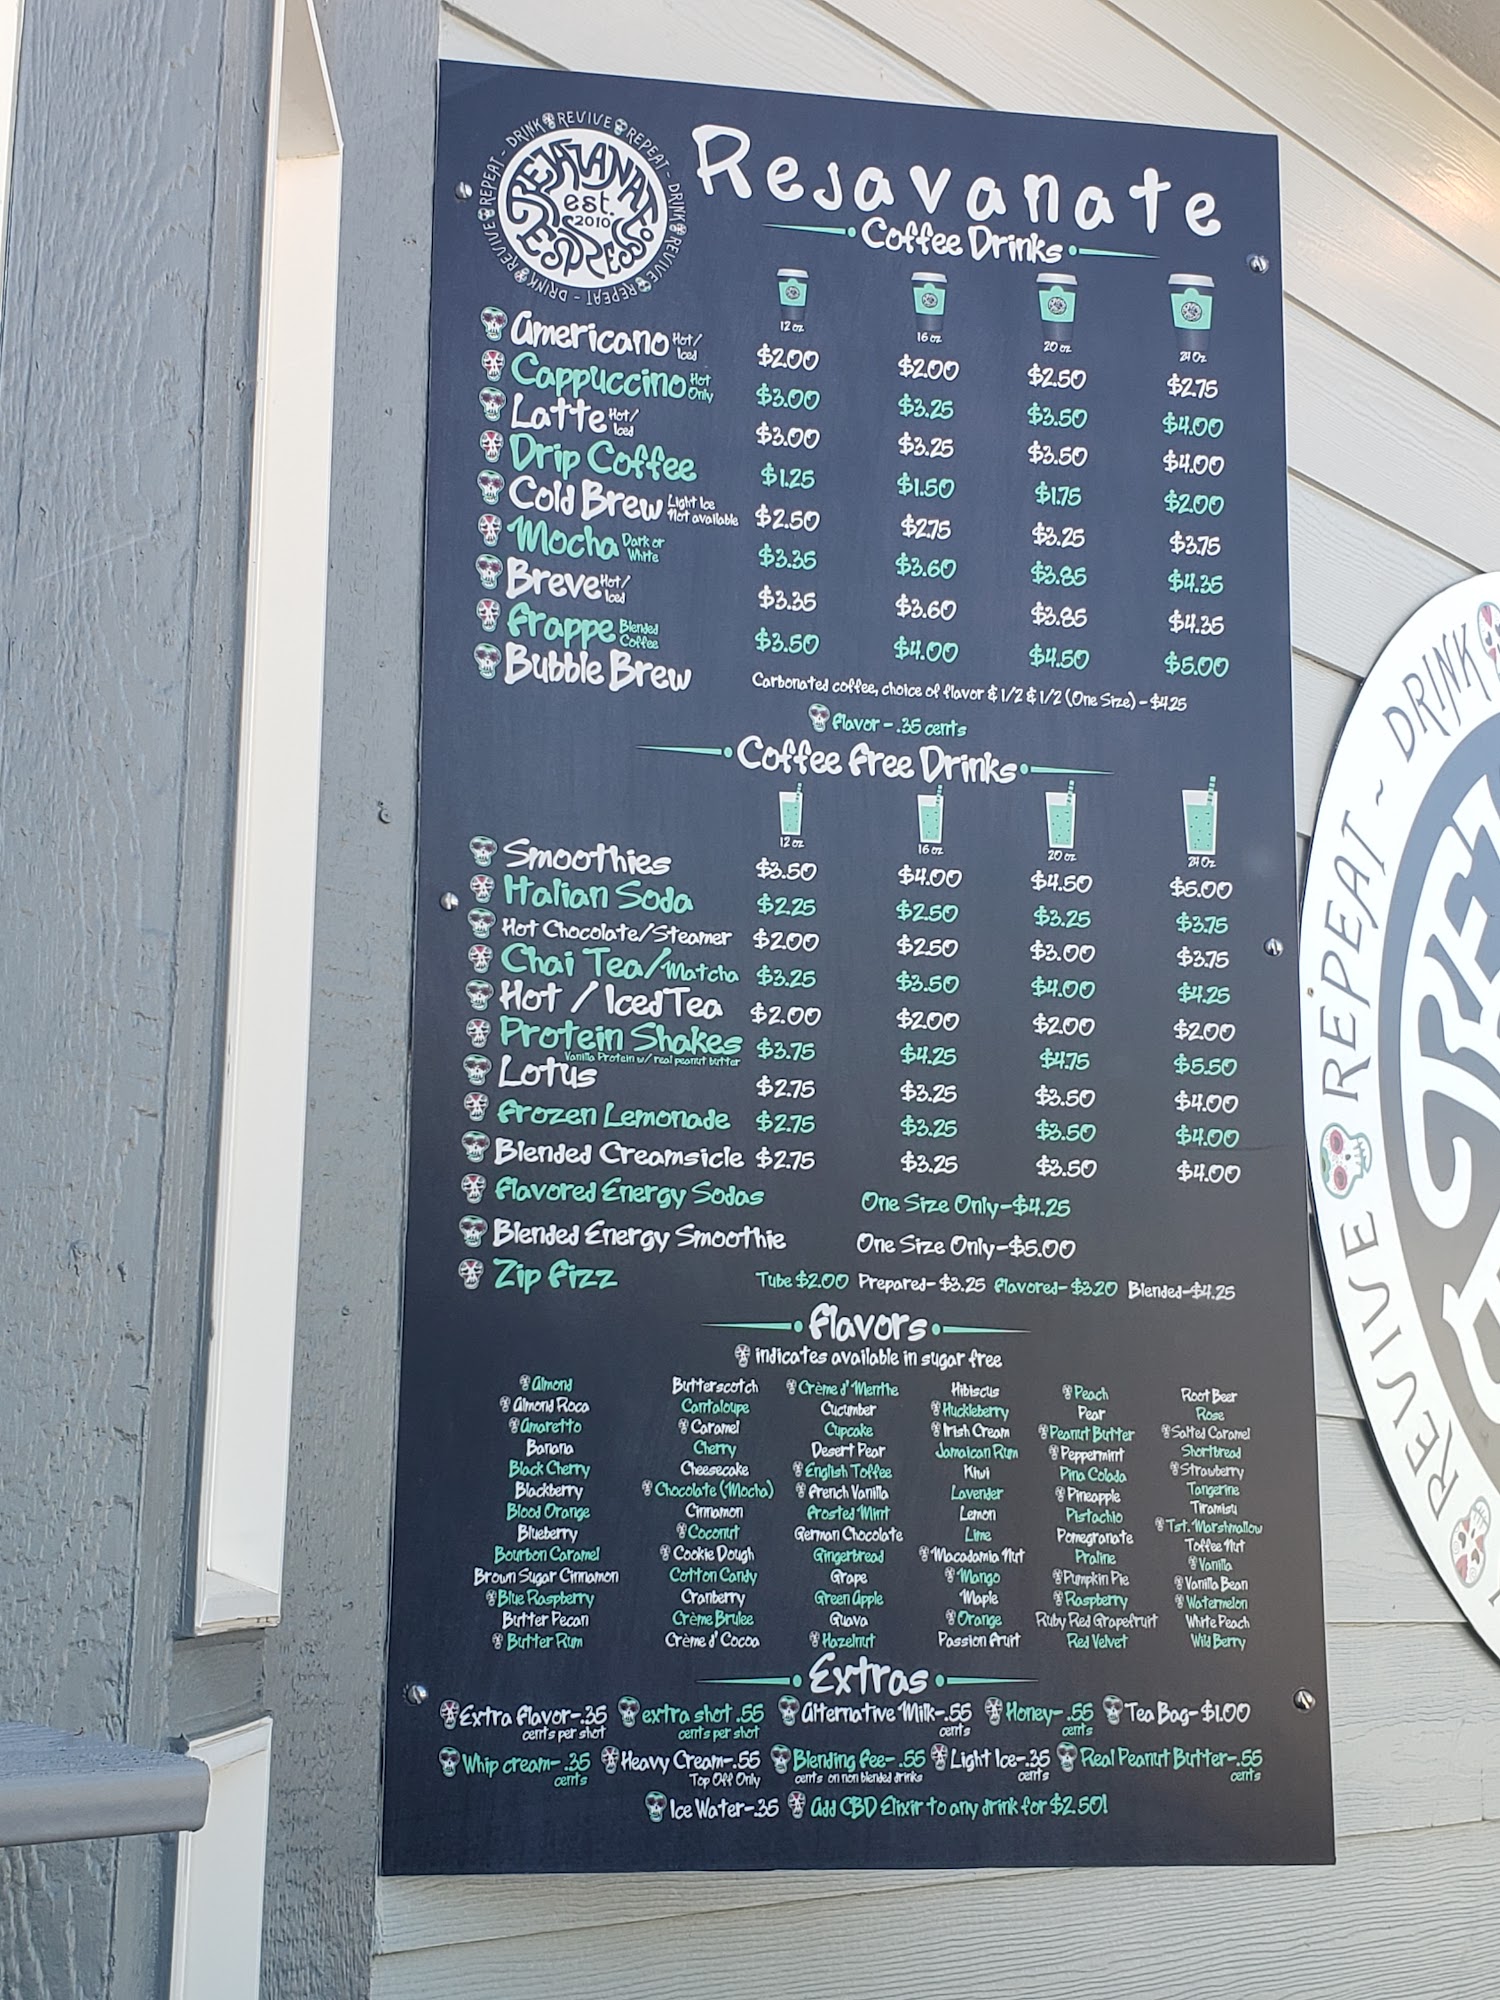 DRINK REVIVE REPEAT ~ DRINK REVIVE REPEAT ~ DRINK REVIVE REPEAT ~
REJAVANATE
est.
2010
ESPRESSO
Rejavanate
Coffee Drinks
12 oz 16 oz 20 oz 24 Oz
Americano Hot/ Iced $2.00 $2.00 $2.50 $2.75
Cappuccino Hot Only $3.00 $3.25 $3.50 $4.00
Latte Hot/ Iced $3.00 $3.25 $3.50 $4.00
Drip Coffee $1.25 $1.50 $1.75 $2.00
Cold Brew Light Ice Not available $2.50 $2.75 $3.25 $3.75
Mocha Dark or White $3.35 $3.60 $3.85 $4.35
Breve Hot/ Iced $3.35 $3.60 $3.85 $4.35
Frappe Blended Coffee $3.50 $4.00 $4.50 $5.00
Bubble Brew Carbonated coffee, choice of flavor & 1/2 & 1/2 (One Size) - $4.25
Flavor - .35 cents
Coffee Free Drinks
12 oz 16 oz 20 oz 24 Oz
Smoothies $3.50 $4.00 $4.50 $5.00
Italian Soda $2.25 $2.50 $3.25 $3.75
Hot Chocolate/Steamer $2.00 $2.50 $3.00 $3.75
Chai Tea/Matcha $3.25 $3.50 $4.00 $4.25
Hot / Iced Tea $2.00 $2.00 $2.00 $2.00
Protein Shakes $3.75 $4.25 $4.75 $5.50
Vanilla Protein w/ real peanut butter
Lotus $2.75 $3.25 $3.50 $4.00
Frozen Lemonade $2.75 $3.25 $3.50 $4.00
Blended Creamsicle $2.75 $3.25 $3.50 $4.00
Flavored Energy Sodas One Size Only-$4.25
Blended Energy Smoothie One Size Only-$5.00
Zip Fizz Tube $2.00 Prepared- $3.25 Flavored- $3.20 Blended-$4.25
Flavors
indicates available in sugar free
Almond Butterscotch Crème d' Menthe Hibiscus Peach Root Beer
Almond Roca Cantaloupe Cucumber Huckleberry Pear Rose
Amaretto Caramel Cupcake Irish Cream Peanut Butter Salted Caramel
Banana Cherry Desert Pear Jamaican Rum Peppermint Shortbread
Black Cherry Cheesecake English Toffee Kiwi Pina Colada Strawberry
Blackberry Chocolate (Mocha) French Vanilla Lavender Pineapple Tangerine
Blood Orange Cinnamon Frosted Mint Lemon Pistachio Tiramisu
Blueberry Coconut German Chocolate Lime Pomegranate Tst. Marshmallow
Bourbon Caramel Cookie Dough Gingerbread Macadamia Nut Praline Toffee Nut
Brown Sugar Cinnamon Cotton Candy Grape Mango Pumpkin Pie Vanilla
Blue Raspberry Cranberry Green Apple Maple Raspberry Vanilla Bean
Butter Pecan Crème Brulee Guava Orange Ruby Red Grapefruit Watermelon
Butter Rum Crème d' Cocoa Hazelnut Passion Fruit Red Velvet White Peach
Wild Berry
Extras
Extra Flavor-.35 extra shot .55 Alternative Milk-.55 Honey- .55 Tea Bag- $1.00
cents per shot cents per shot cents cents
Whip cream- .35 Heavy Cream-.55 Blending fee- .55 Light Ice-.35 Real Peanut Butter-.55
cents Top Off Only cents on non blended drinks cents cents
Ice Water-.35 Add CBD Elixir to any drink for $2.50!
REVIVE REPEAT ~ DRINK